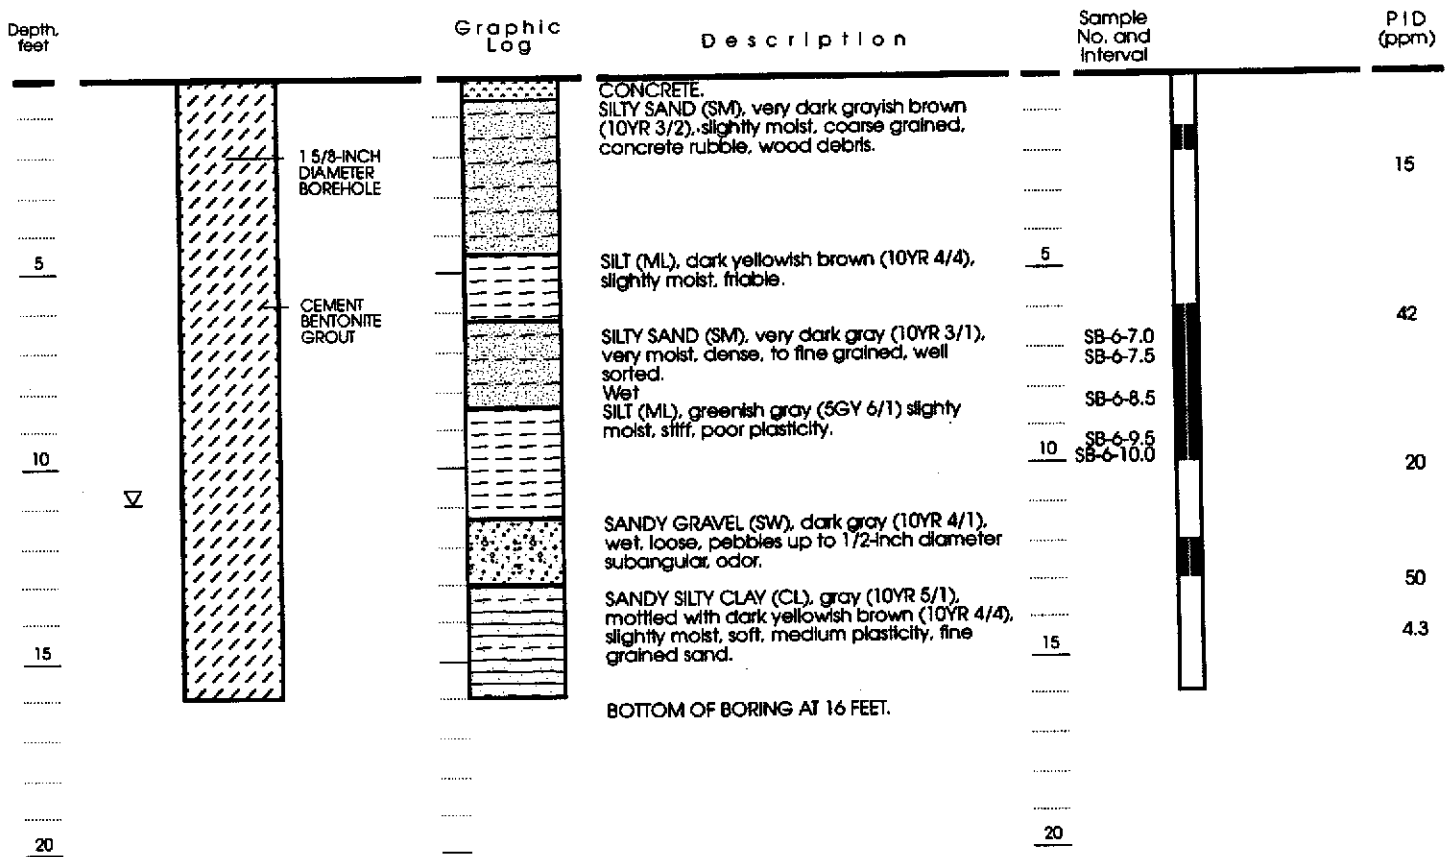 Depth, feet
Graphic Log
Description
Sample No. and Interval
PID (ppm)
CONCRETE.
SILTY SAND (SM), very dark grayish brown
(10YR 3/2), slightly moist, coarse grained,
concrete rubble, wood debris.
1 5/8-INCH
DIAMETER
BOREHOLE
15
5
SILT (ML), dark yellowish brown (10YR 4/4),
slightly moist, friable.
5
CEMENT
BENTONITE
GROUT
42
SILTY SAND (SM), very dark gray (10YR 3/1),
very moist, dense, to fine grained, well
sorted.
Wet
SB-6-7.0
SB-6-7.5
SILT (ML), greenish gray (5GY 6/1) slighty
moist, stiff, poor plasticity.
SB-6-8.5
SB-6-9.5
10
10
SB-6-10.0
20
SANDY GRAVEL (SW), dark gray (10YR 4/1),
wet, loose, pebbles up to 1/2-inch diameter
subangular, odor.
50
SANDY SILTY CLAY (CL), gray (10YR 5/1),
mottled with dark yellowish brown (10YR 4/4),
slightly moist, soft, medium plasticity, fine
grained sand.
4.3
15
15
BOTTOM OF BORING AT 16 FEET.
20
20